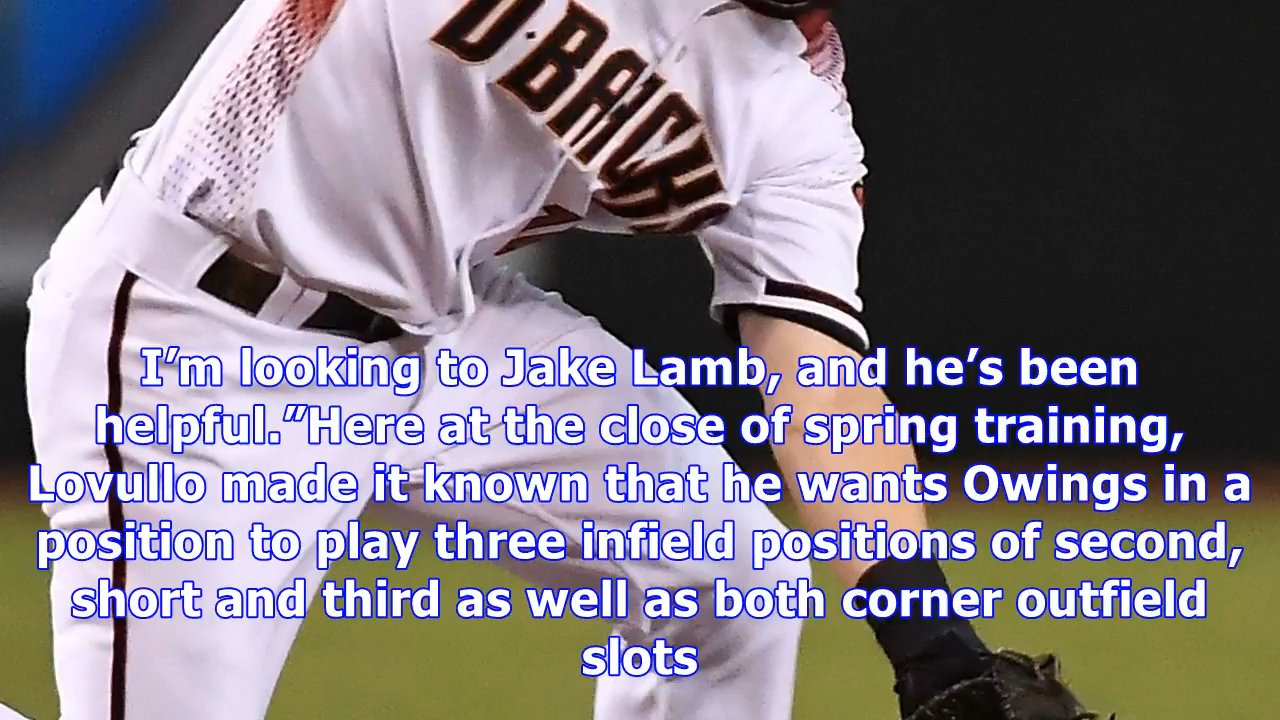 D·BACKS
I’m looking to Jake Lamb, and he’s been
helpful.”Here at the close of spring training,
Lovullo made it known that he wants Owings in a
position to play three infield positions of second,
short and third as well as both corner outfield
slots